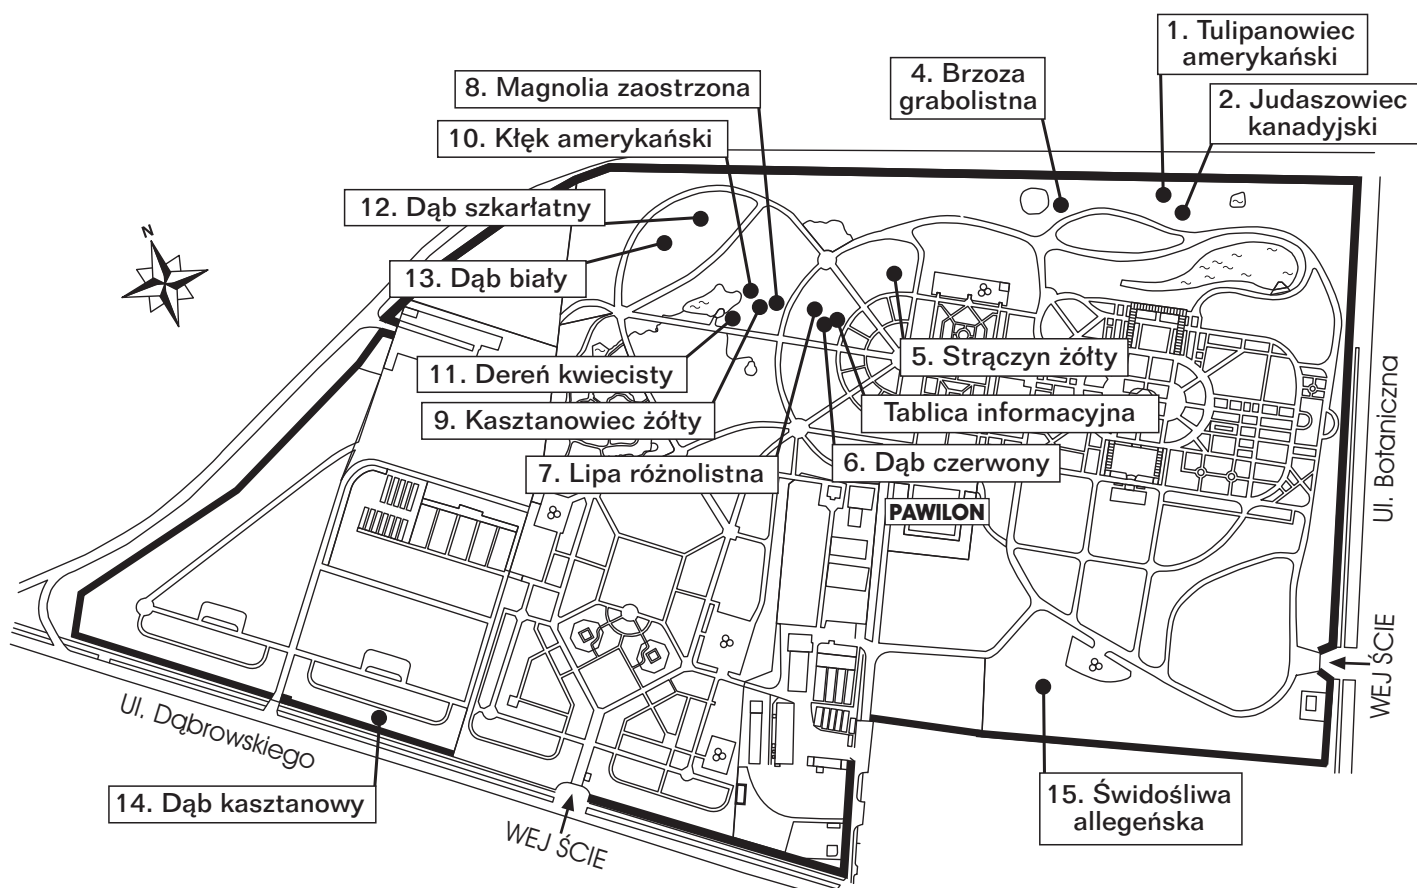 1. Tulipanowiec
amerykański
4. Brzoza
grabolistna
8. Magnolia zaostrzona
2. Judaszowiec
kanadyjski
10. Kłęk amerykański
12. Dąb szkarłatny
N
13. Dąb biały
5. Strączyn żółty
11. Dereń kwiecisty
9. Kasztanowiec żółty
Tablica informacyjna
7. Lipa różnolistna
6. Dąb czerwony
PAWILON
Ul. Botaniczna
WEJ ŚCIE
Ul. Dąbrowskiego
14. Dąb kasztanowy
15. Świdośliwa
allegeńska
WEJ ŚCIE